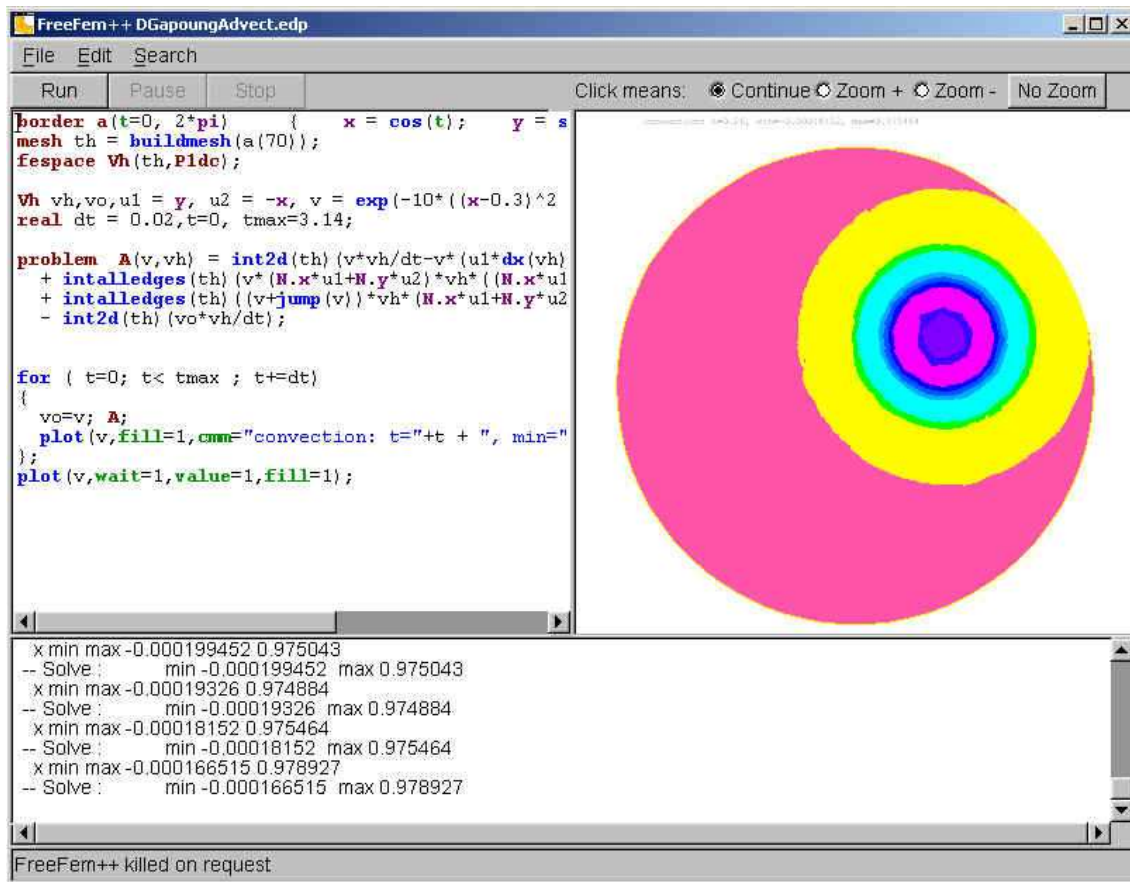 FreeFem++ DGapoungAdvect.edp
File Edit Search
Run Pause Stop Click means: Continue Zoom + Zoom - No Zoom
border a(t=0, 2*pi) { x = cos(t); y = s
mesh th = buildmesh(a(70));
fespace Vh(th,P1dc);
Vh vh,vo,u1 = y, u2 = -x, v = exp(-10*((x-0.3)^2
real dt = 0.02,t=0, tmax=3.14;
problem A(v,vh) = int2d(th)(v*vh/dt-v*(u1*dx(vh)
+ intalledges(th)(v*(N.x*u1+N.y*u2)*vh*((N.x*u1
+ intalledges(th)((v+jump(v))*vh*(N.x*u1+N.y*u2
- int2d(th)(vo*vh/dt);
for ( t=0; t< tmax ; t+=dt)
{
vo=v; A;
plot(v,fill=1,cmm="convection: t="+t + ", min="
};
plot(v,wait=1,value=1,fill=1);
x min max -0.000199452 0.975043
-- Solve : min -0.000199452 max 0.975043
x min max -0.00019326 0.974884
-- Solve : min -0.00019326 max 0.974884
x min max -0.00018152 0.975464
-- Solve : min -0.00018152 max 0.975464
x min max -0.000166515 0.978927
-- Solve : min -0.000166515 max 0.978927
FreeFem++ killed on request